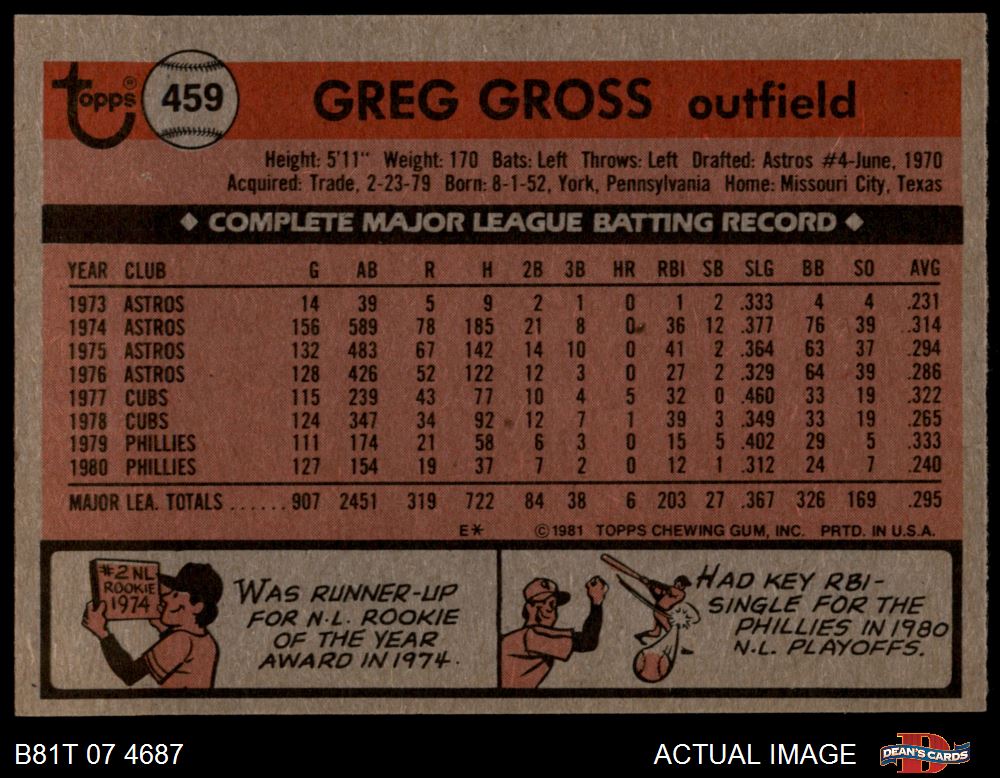 Topps® 459 GREG GROSS outfield
Height: 5'11" Weight: 170 Bats: Left Throws: Left Drafted: Astros #4-June, 1970
Acquired: Trade, 2-23-79 Born: 8-1-52, York, Pennsylvania Home: Missouri City, Texas
◆ COMPLETE MAJOR LEAGUE BATTING RECORD ◆
YEAR CLUB G AB R H 2B 3B HR RBI SB SLG BB SO AVG
1973 ASTROS 14 39 5 9 2 1 0 1 2 .333 4 4 .231
1974 ASTROS 156 589 78 185 21 8 0 36 12 .377 76 39 .314
1975 ASTROS 132 483 67 142 14 10 0 41 2 .364 63 37 .294
1976 ASTROS 128 426 52 122 12 3 0 27 2 .329 64 39 .286
1977 CUBS 115 239 43 77 10 4 5 32 0 .460 33 19 .322
1978 CUBS 124 347 34 92 12 7 1 39 3 .349 33 19 .265
1979 PHILLIES 111 174 21 58 6 3 0 15 5 .402 29 5 .333
1980 PHILLIES 127 154 19 37 7 2 0 12 1 .312 24 7 .240
MAJOR LEA. TOTALS ...... 907 2451 319 722 84 38 6 203 27 .367 326 169 .295
E* ©1981 TOPPS CHEWING GUM, INC. PRTD. IN U.S.A.
#2 NL
ROOKIE
1974
WAS RUNNER-UP
FOR N.L. ROOKIE
OF THE YEAR
AWARD IN 1974.
HAD KEY RBI-
SINGLE FOR THE
PHILLIES IN 1980
N.L. PLAYOFFS.
B81T 07 4687 ACTUAL IMAGE DEAN'S CARDS